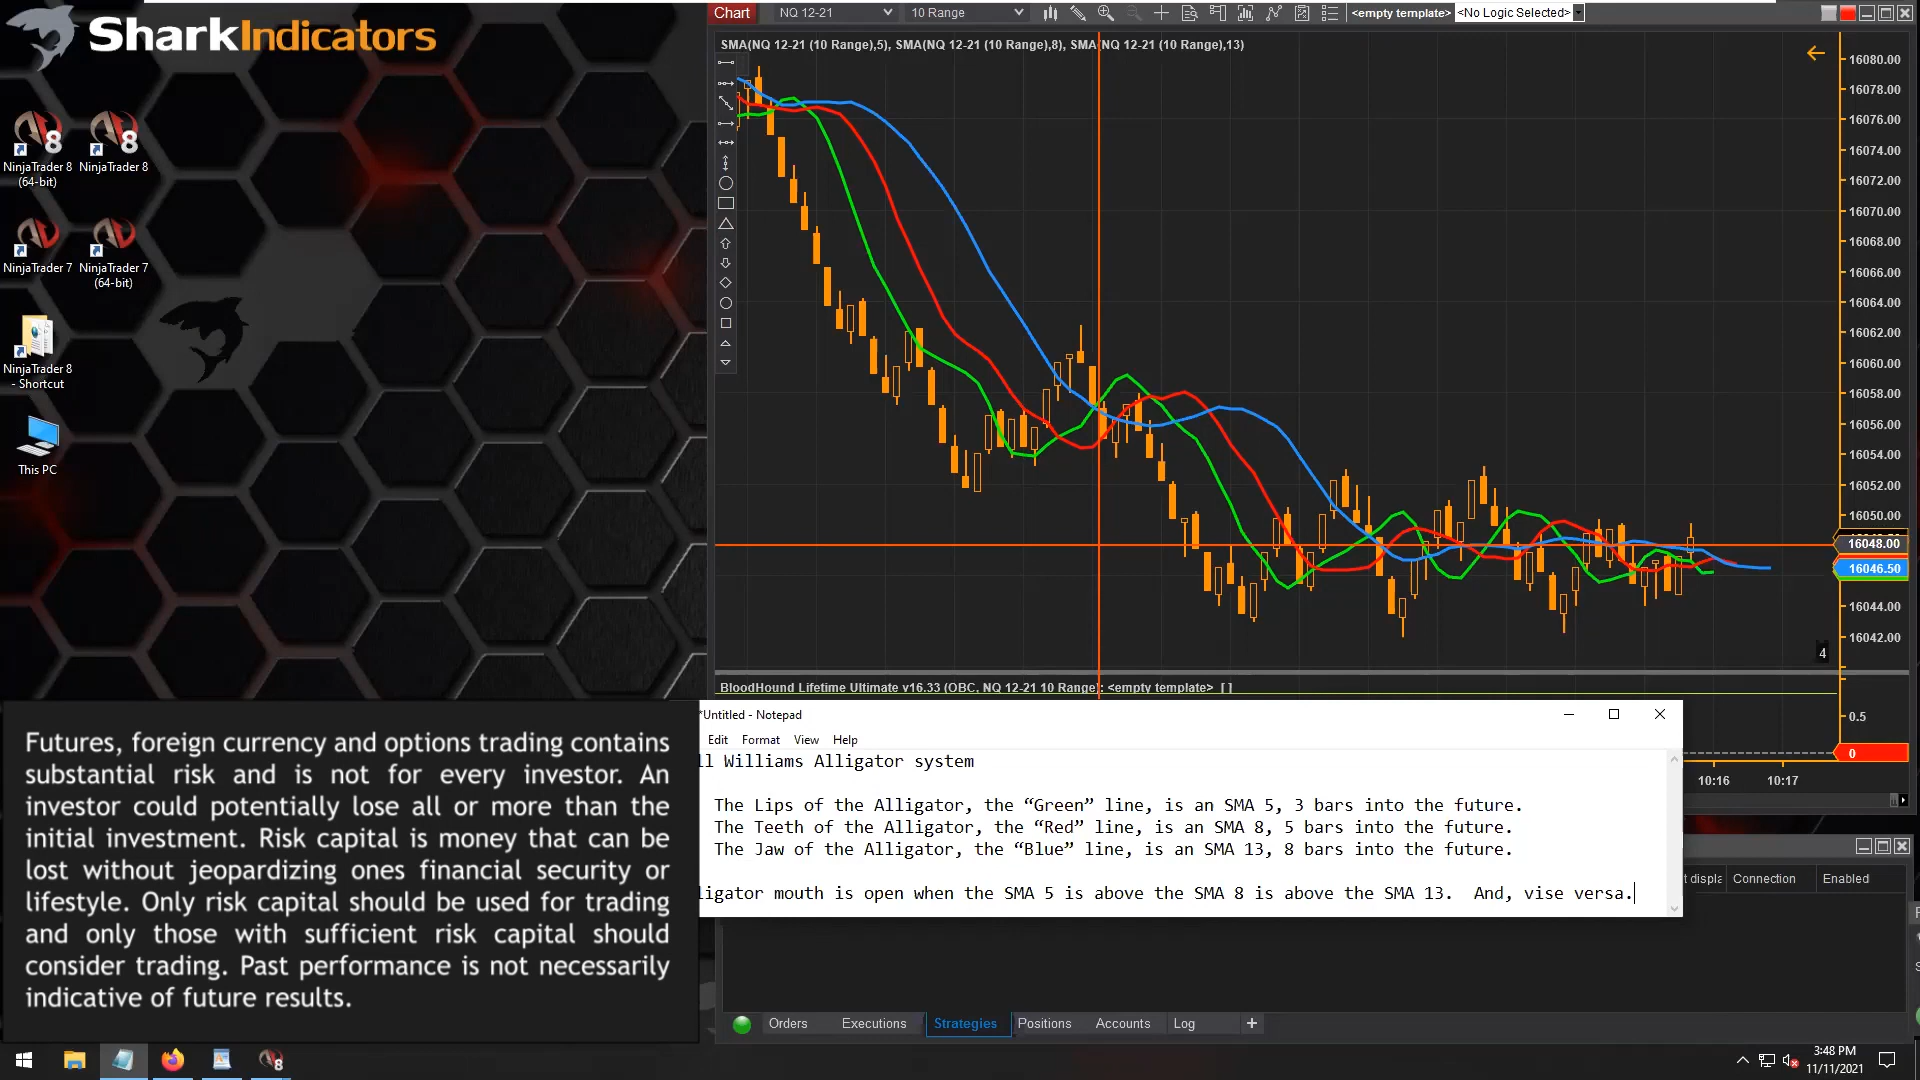 SharkIndicators
NinjaTrader 8
(64-bit)
NinjaTrader 8
NinjaTrader 7
NinjaTrader 7
(64-bit)
NinjaTrader 8
- Shortcut
This PC
Chart
NQ 12-21
10 Range
<empty template>
<No Logic Selected>
SMA(NQ 12-21 (10 Range),5), SMA(NQ 12-21 (10 Range),8), SMA(NQ 12-21 (10 Range),13)
16080.00
16078.00
16076.00
16074.00
16072.00
16070.00
16068.00
16066.00
16064.00
16062.00
16060.00
16058.00
16056.00
16054.00
16052.00
16050.00
16048.00
16046.50
16044.00
16042.00
4
BloodHound Lifetime Ultimate v16.33 (OBC, NQ 12-21 10 Range): <empty template> [ ]
0.5
0
10:16
10:17
*Untitled - Notepad
Edit Format View Help
ll Williams Alligator system
The Lips of the Alligator, the “Green” line, is an SMA 5, 3 bars into the future.
The Teeth of the Alligator, the “Red” line, is an SMA 8, 5 bars into the future.
The Jaw of the Alligator, the “Blue” line, is an SMA 13, 8 bars into the future.
ligator mouth is open when the SMA 5 is above the SMA 8 is above the SMA 13.  And, vise versa.
Futures, foreign currency and options trading contains
substantial risk and is not for every investor. An
investor could potentially lose all or more than the
initial investment. Risk capital is money that can be
lost without jeopardizing ones financial security or
lifestyle. Only risk capital should be used for trading
and only those with sufficient risk capital should
consider trading. Past performance is not necessarily
indicative of future results.
t displa
Connection
Enabled
Orders
Executions
Strategies
Positions
Accounts
Log
+
8
3:48 PM
11/11/2021